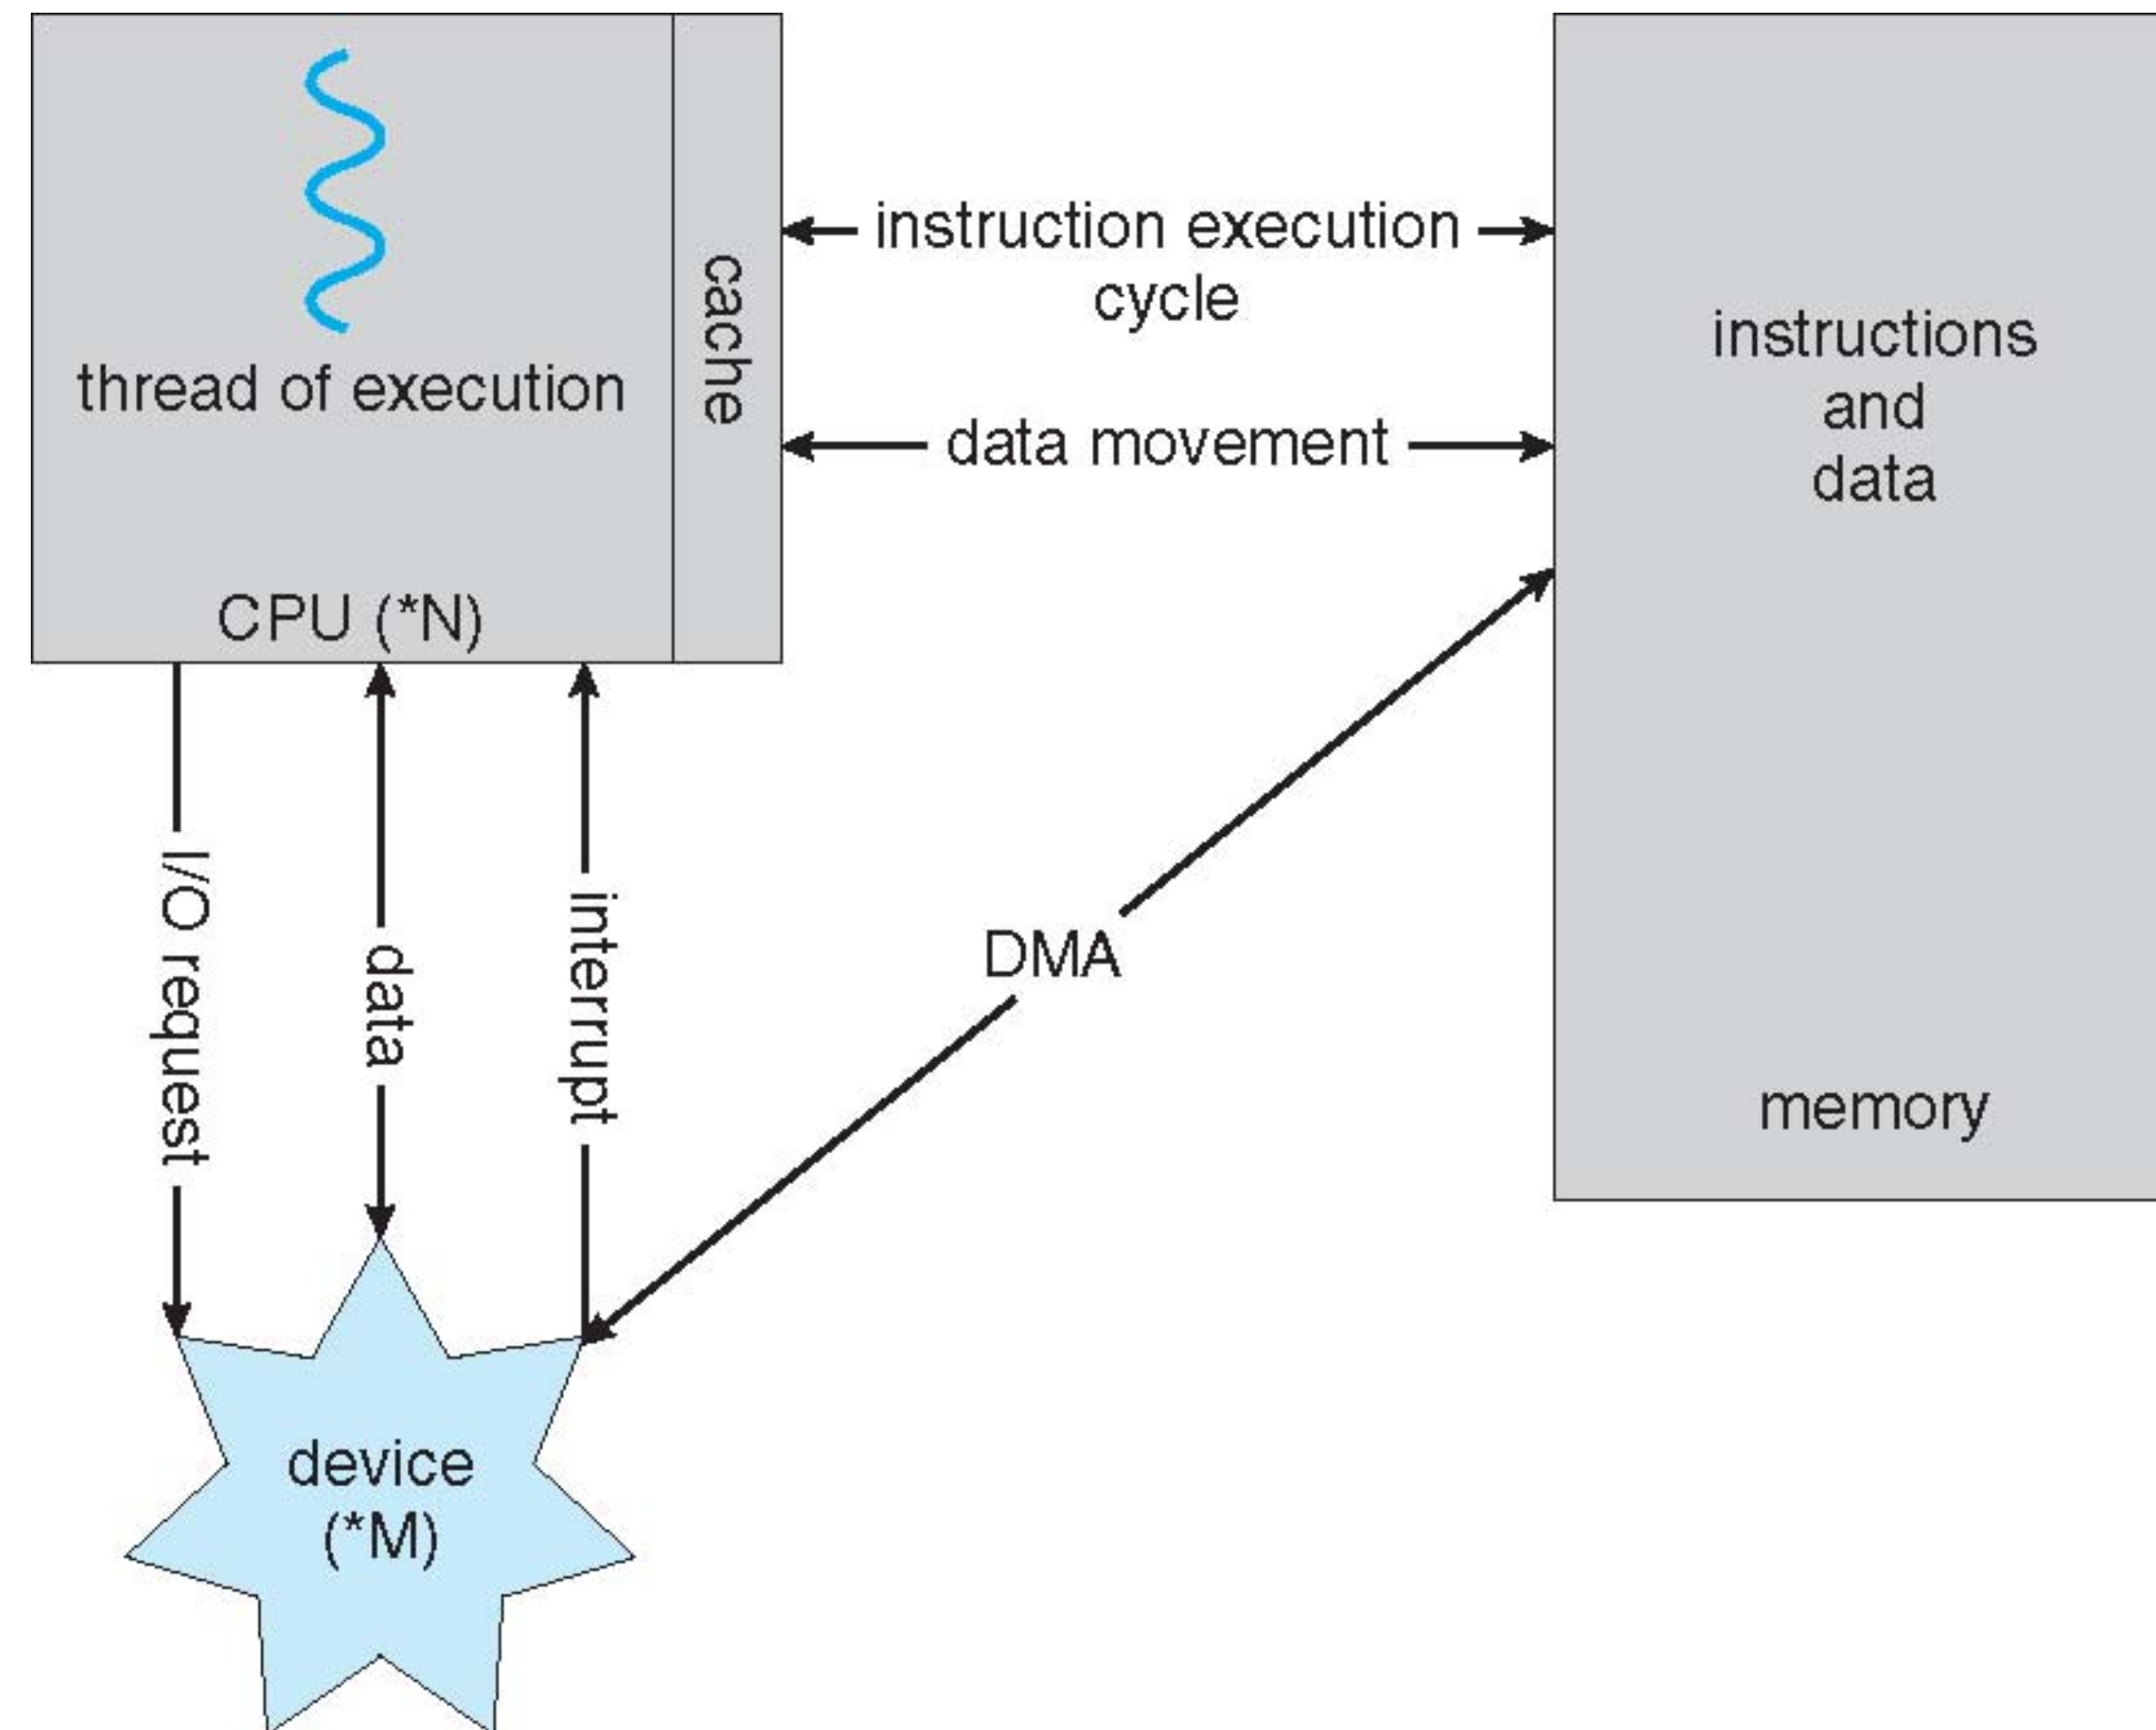 thread of execution
CPU (*N)
cache
instruction execution
cycle
data movement
instructions
and
data
memory
I/O request
data
interrupt
DMA
device
(*M)